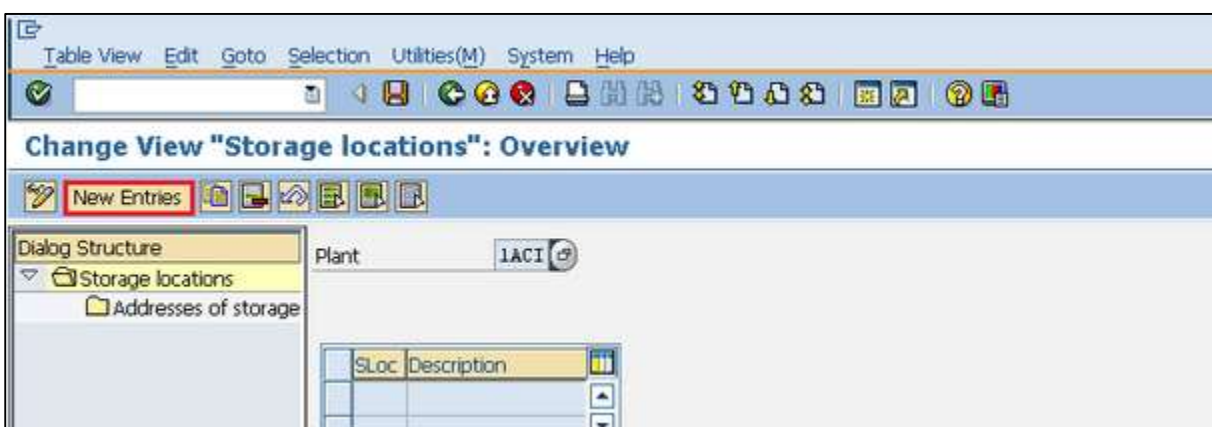 Table View Edit Goto Selection Utilities(M) System Help
Change View "Storage locations": Overview
New Entries
Dialog Structure
Storage locations
Addresses of storage
Plant 1ACI
SLoc Description